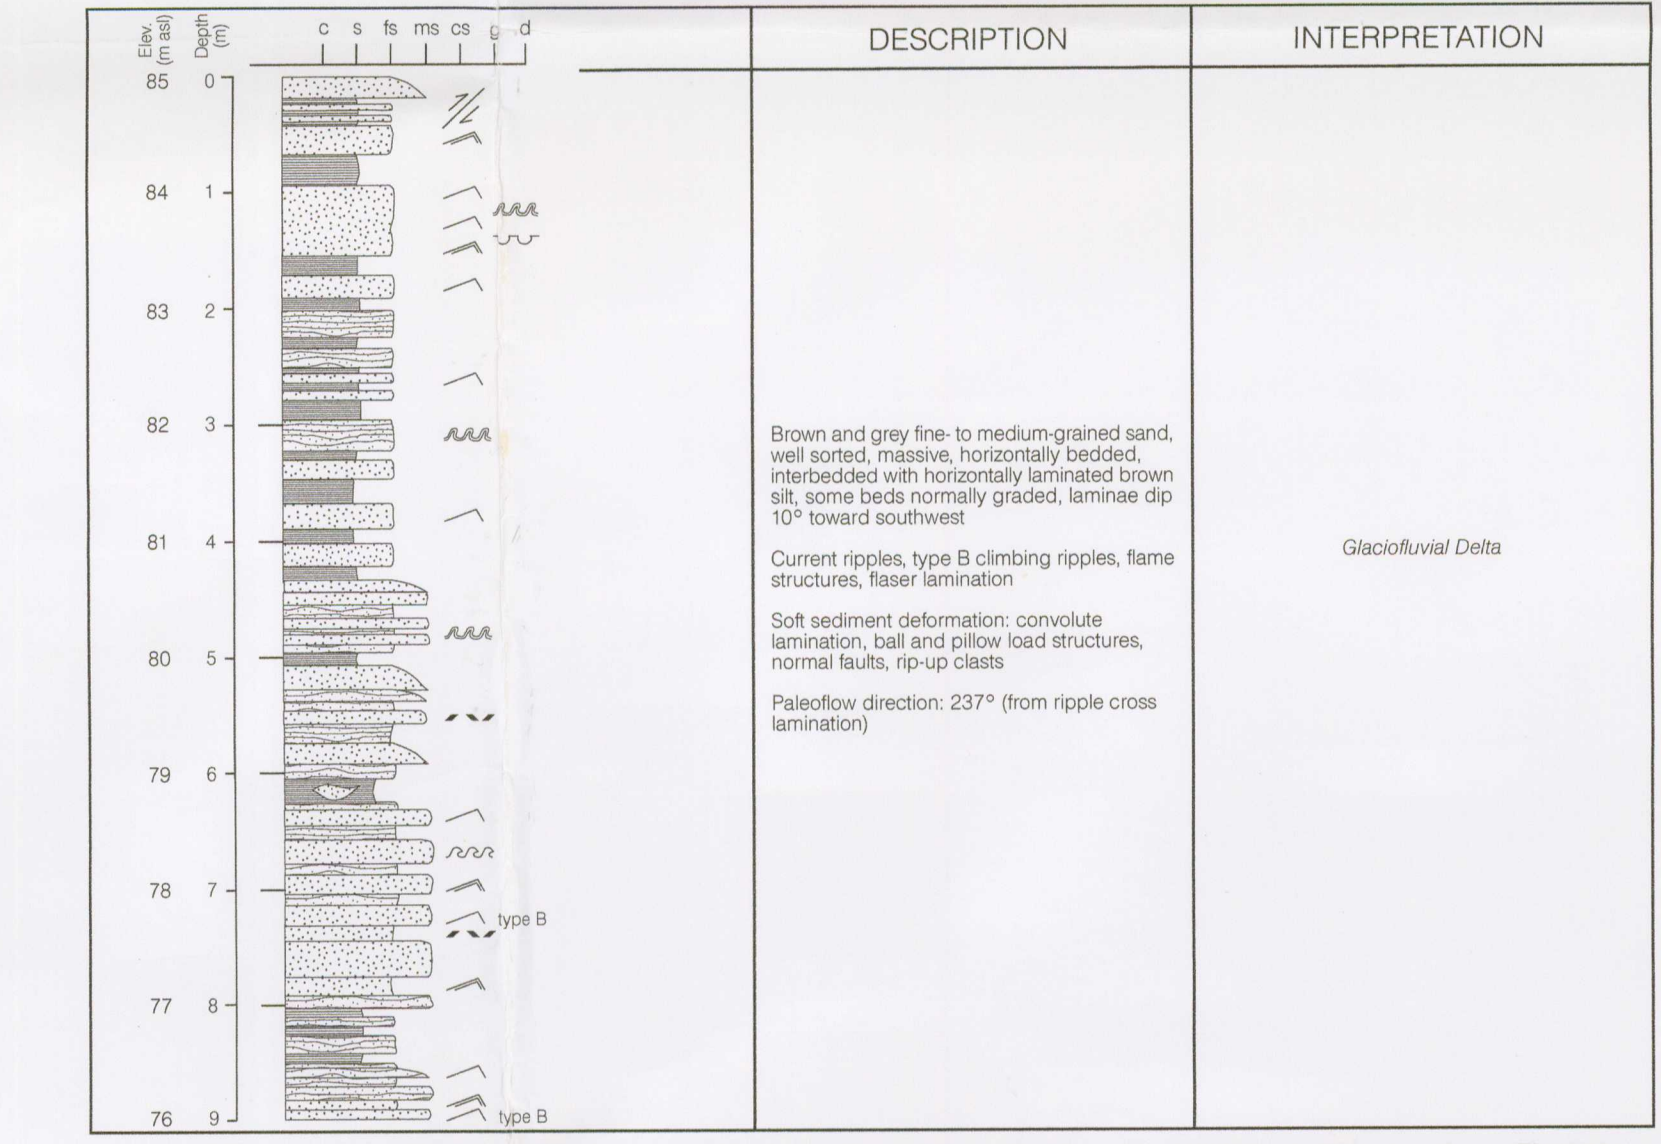 Elev. (m asl)
Depth (m)
c s fs ms cs g d
DESCRIPTION
INTERPRETATION
85 0
84 1
83 2
82 3
Brown and grey fine- to medium-grained sand,
well sorted, massive, horizontally bedded,
interbedded with horizontally laminated brown
silt, some beds normally graded, laminae dip
10° toward southwest
81 4
Glaciofluvial Delta
Current ripples, type B climbing ripples, flame
structures, flaser lamination
Soft sediment deformation: convolute
lamination, ball and pillow load structures,
normal faults, rip-up clasts
80 5
Paleoflow direction: 237° (from ripple cross
lamination)
79 6
78 7
type B
77 8
76 9
type B